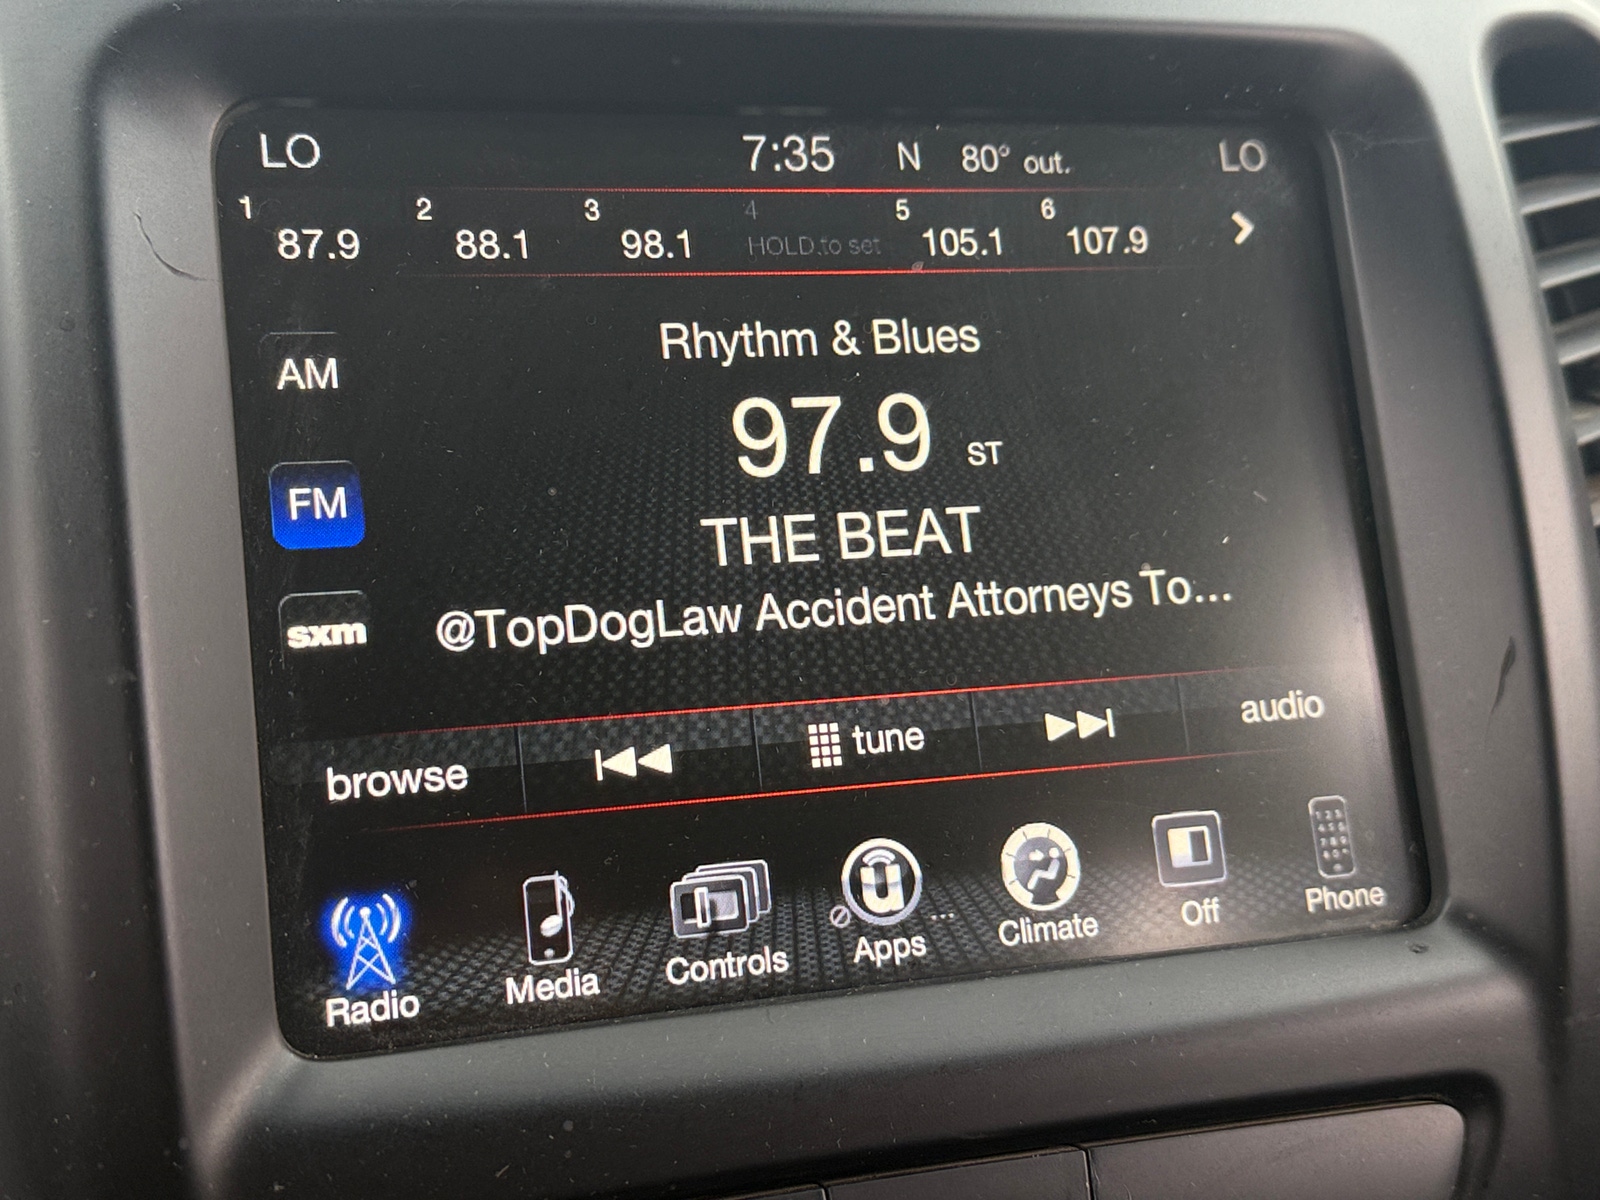 LO 7:35 N 80° out. LO
1 2 3 4 5 6
87.9 88.1 98.1 HOLD to set 105.1 107.9
Rhythm & Blues
AM
97.9 ST
FM
THE BEAT
sxm
@TopDogLaw Accident Attorneys To...
browse tune audio
Radio Media Controls Apps Climate Off Phone